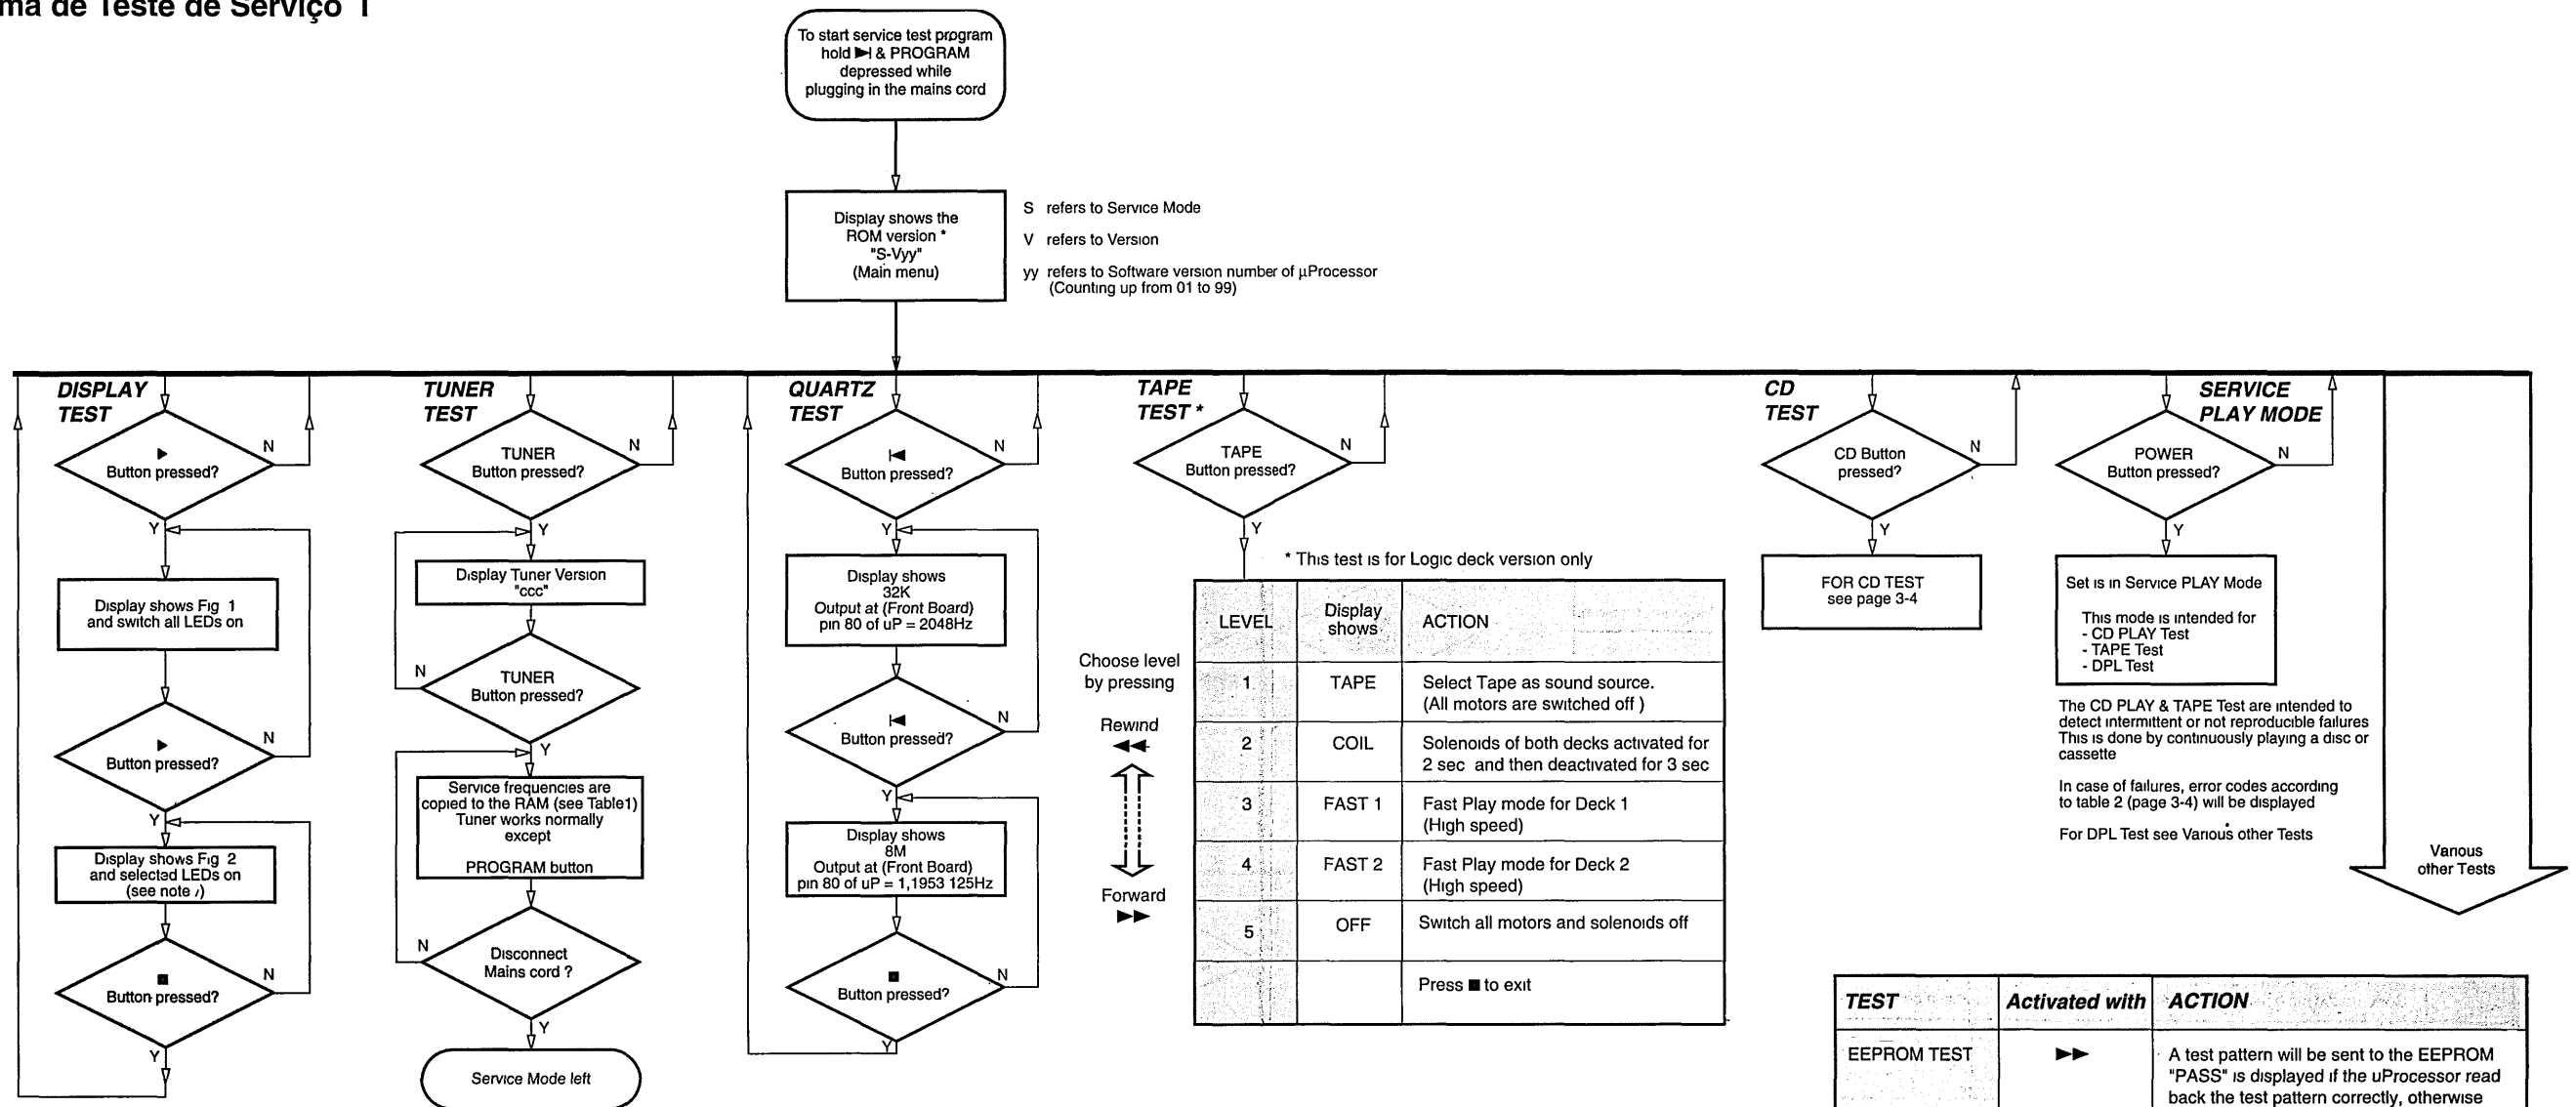 ma de Teste de Serviço 1
To start service test program
hold ▶| & PROGRAM
depressed while
plugging in the mains cord
Display shows the
ROM version *
"S-Vyy"
(Main menu)
S refers to Service Mode
V refers to Version
yy refers to Software version number of µProcessor
(Counting up from 01 to 99)
DISPLAY
TEST
▶
Button pressed?
N
Y
Display shows Fig 1
and switch all LEDs on
▶
Button pressed?
N
Y
Display shows Fig 2
and selected LEDs on
(see note )
■
Button pressed?
N
Y
TUNER
TEST
TUNER
Button pressed?
N
Y
Display Tuner Version
"ccc"
TUNER
Button pressed?
N
Y
Service frequencies are
copied to the RAM (see Table1)
Tuner works normally
except
PROGRAM button
Disconnect
Mains cord ?
N
Y
Service Mode left
QUARTZ
TEST
|◀
Button pressed?
N
Y
Display shows
32K
Output at (Front Board)
pin 80 of uP = 2048Hz
|◀
Button pressed?
N
Y
Display shows
8M
Output at (Front Board)
pin 80 of uP = 1,1953 125Hz
■
Button pressed?
N
Y
TAPE
TEST *
TAPE
Button pressed?
N
Y
* This test is for Logic deck version only
Choose level
by pressing
Rewind
◀◀
Forward
▶▶
LEVEL Display shows ACTION
1 TAPE Select Tape as sound source.
(All motors are switched off )
2 COIL Solenoids of both decks activated for
2 sec and then deactivated for 3 sec
3 FAST 1 Fast Play mode for Deck 1
(High speed)
4 FAST 2 Fast Play mode for Deck 2
(High speed)
5 OFF Switch all motors and solenoids off
Press ■ to exit
CD
TEST
CD Button
pressed?
N
Y
FOR CD TEST
see page 3-4
SERVICE
PLAY MODE
POWER
Button pressed?
N
Y
Set is in Service PLAY Mode
This mode is intended for
- CD PLAY Test
- TAPE Test
- DPL Test
The CD PLAY & TAPE Test are intended to
detect intermittent or not reproducible failures
This is done by continuously playing a disc or
cassette
In case of failures, error codes according
to table 2 (page 3-4) will be displayed
For DPL Test see Various other Tests
Various
other Tests
TEST Activated with ACTION
EEPROM TEST ▶▶ A test pattern will be sent to the EEPROM
"PASS" is displayed if the uProcessor read
back the test pattern correctly, otherwise